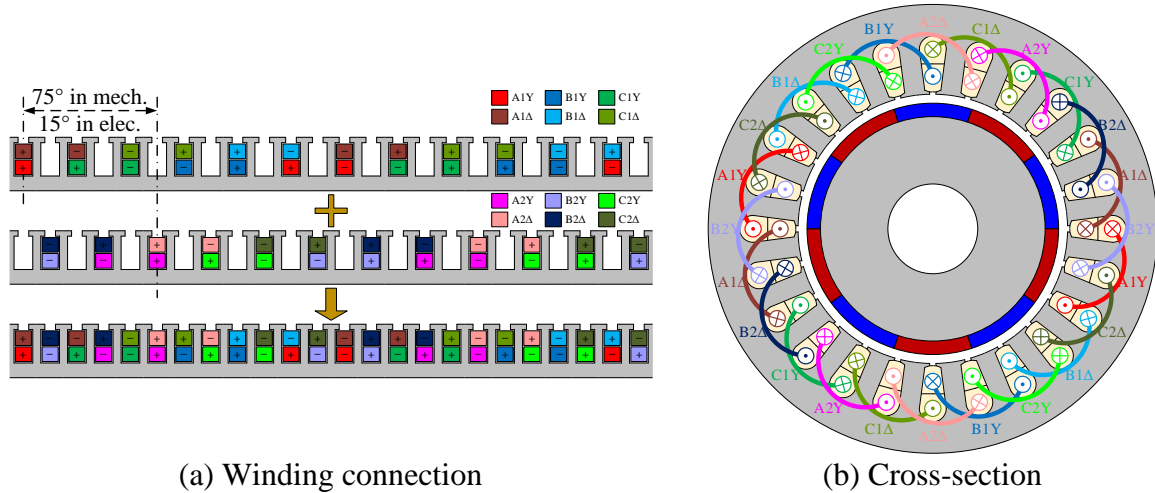 75° in mech.
15° in elec.
A1Y B1Y C1Y
A1Δ B1Δ C1Δ
A2Y B2Y C2Y
A2Δ B2Δ C2Δ
(a) Winding connection
B1Y
A2Δ
C1Δ
A2Y
C1Y
B2Δ
A1Δ
B2Y
A1Y
C2Δ
B1Δ
C2Y
B1Y
A2Δ
C1Δ
A2Y
C1Y
B2Δ
A1Δ
B2Y
A1Y
C2Δ
B1Δ
C2Y
(b) Cross-section